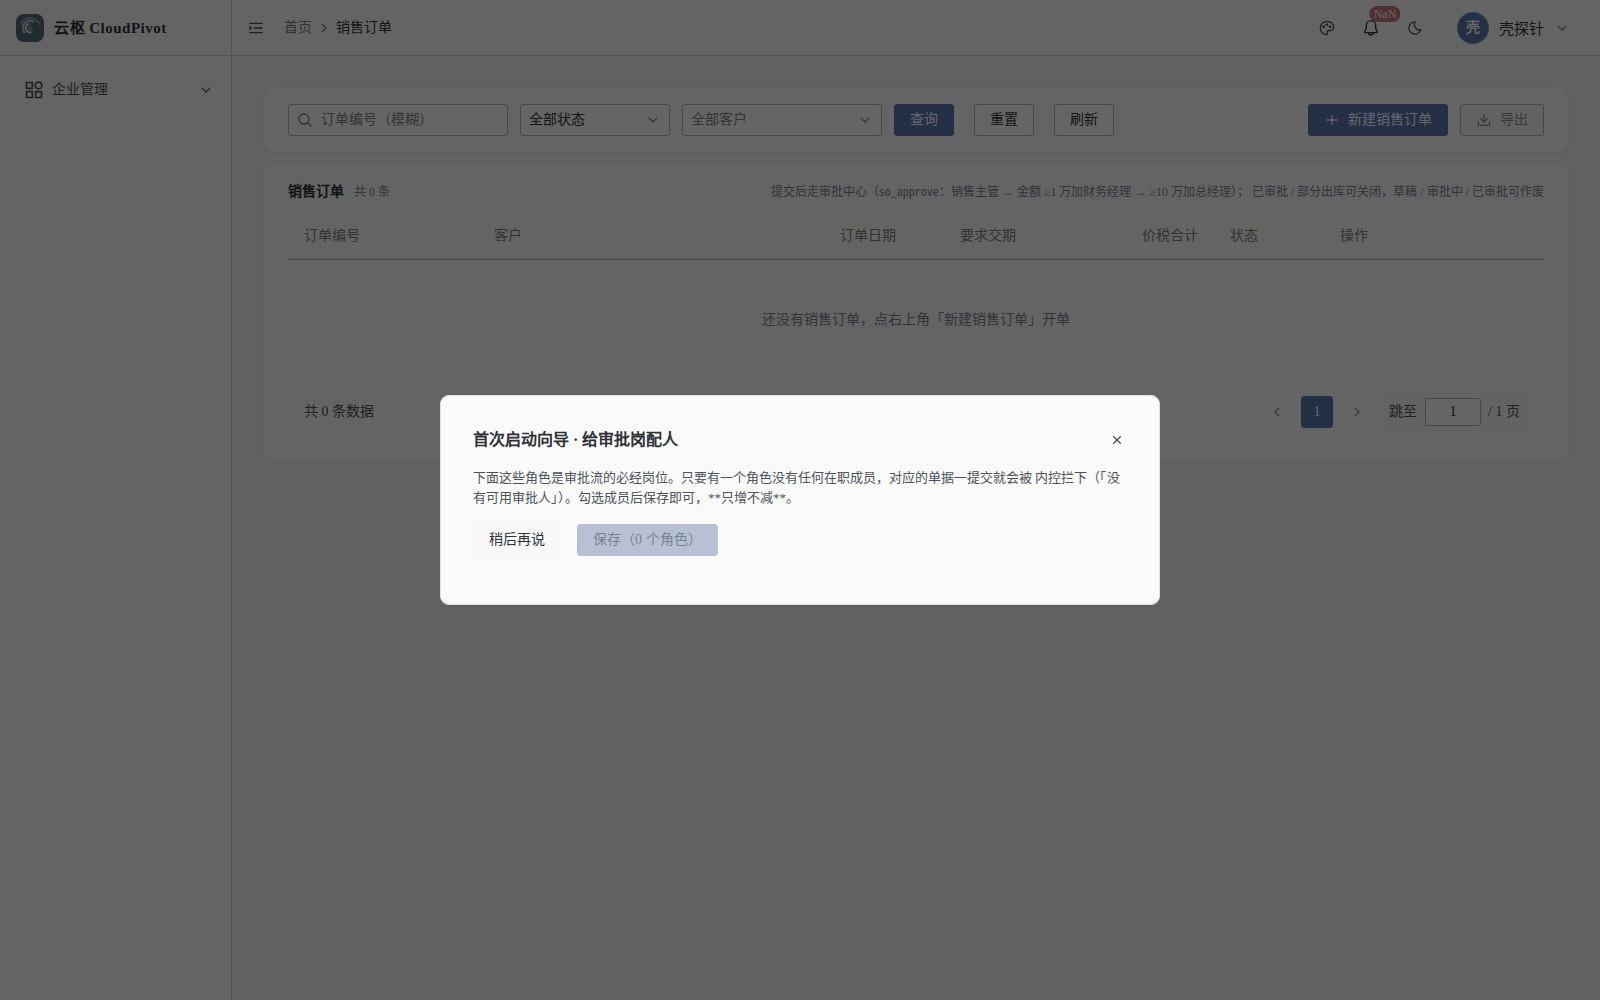 云枢 CloudPivot
首页 > 销售订单
NaN
壳 壳探针
企业管理
订单编号（模糊）
全部状态
全部客户
查询
重置
刷新
新建销售订单
导出
销售订单 共 0 条
提交后走审批中心（so_approve：销售主管 → 金额 ≥1 万加财务经理 → ≥10 万加总经理）； 已审批 / 部分出库可关闭，草稿 / 审批中 / 已审批可作废
订单编号 客户 订单日期 要求交期 价税合计 状态 操作
还没有销售订单，点右上角「新建销售订单」开单
共 0 条数据
1
跳至 1 / 1 页
首次启动向导 · 给审批岗配人
下面这些角色是审批流的必经岗位。只要有一个角色没有任何在职成员，对应的单据一提交就会被 内控拦下（「没
有可用审批人」）。勾选成员后保存即可，**只增不减**。
稍后再说
保存（0 个角色）